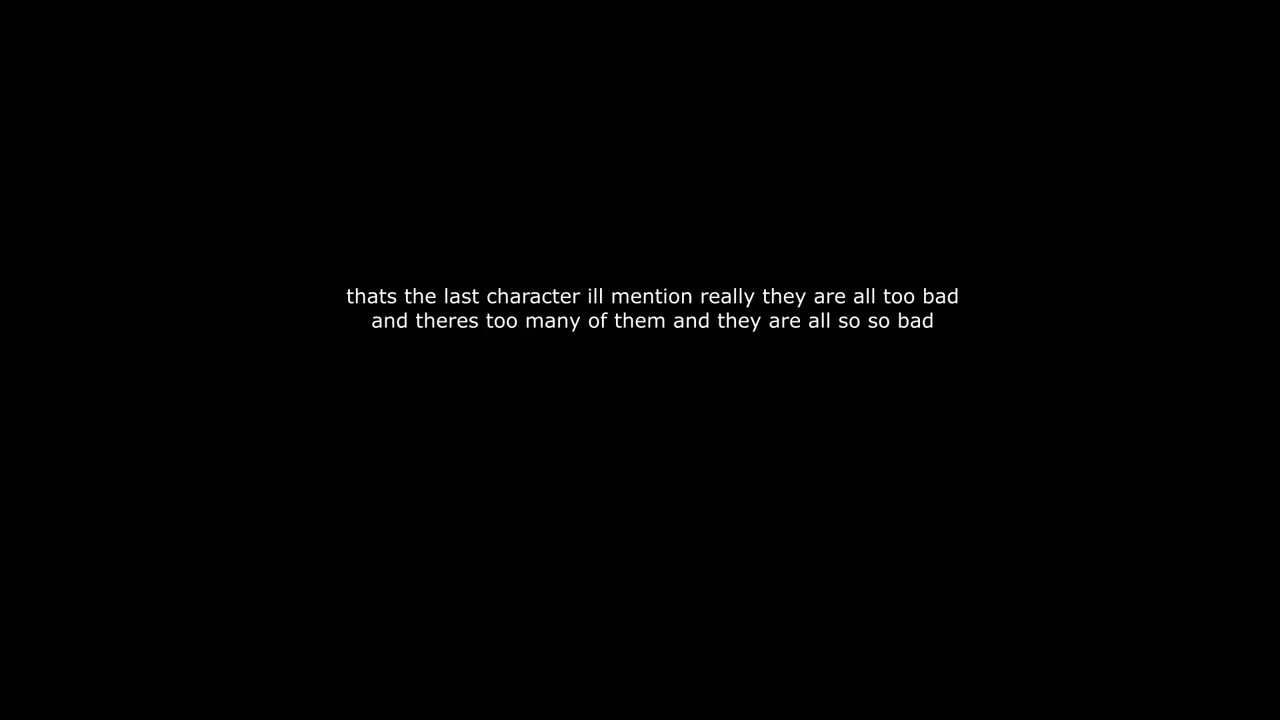 thats the last character ill mention really they are all too bad
and theres too many of them and they are all so so bad